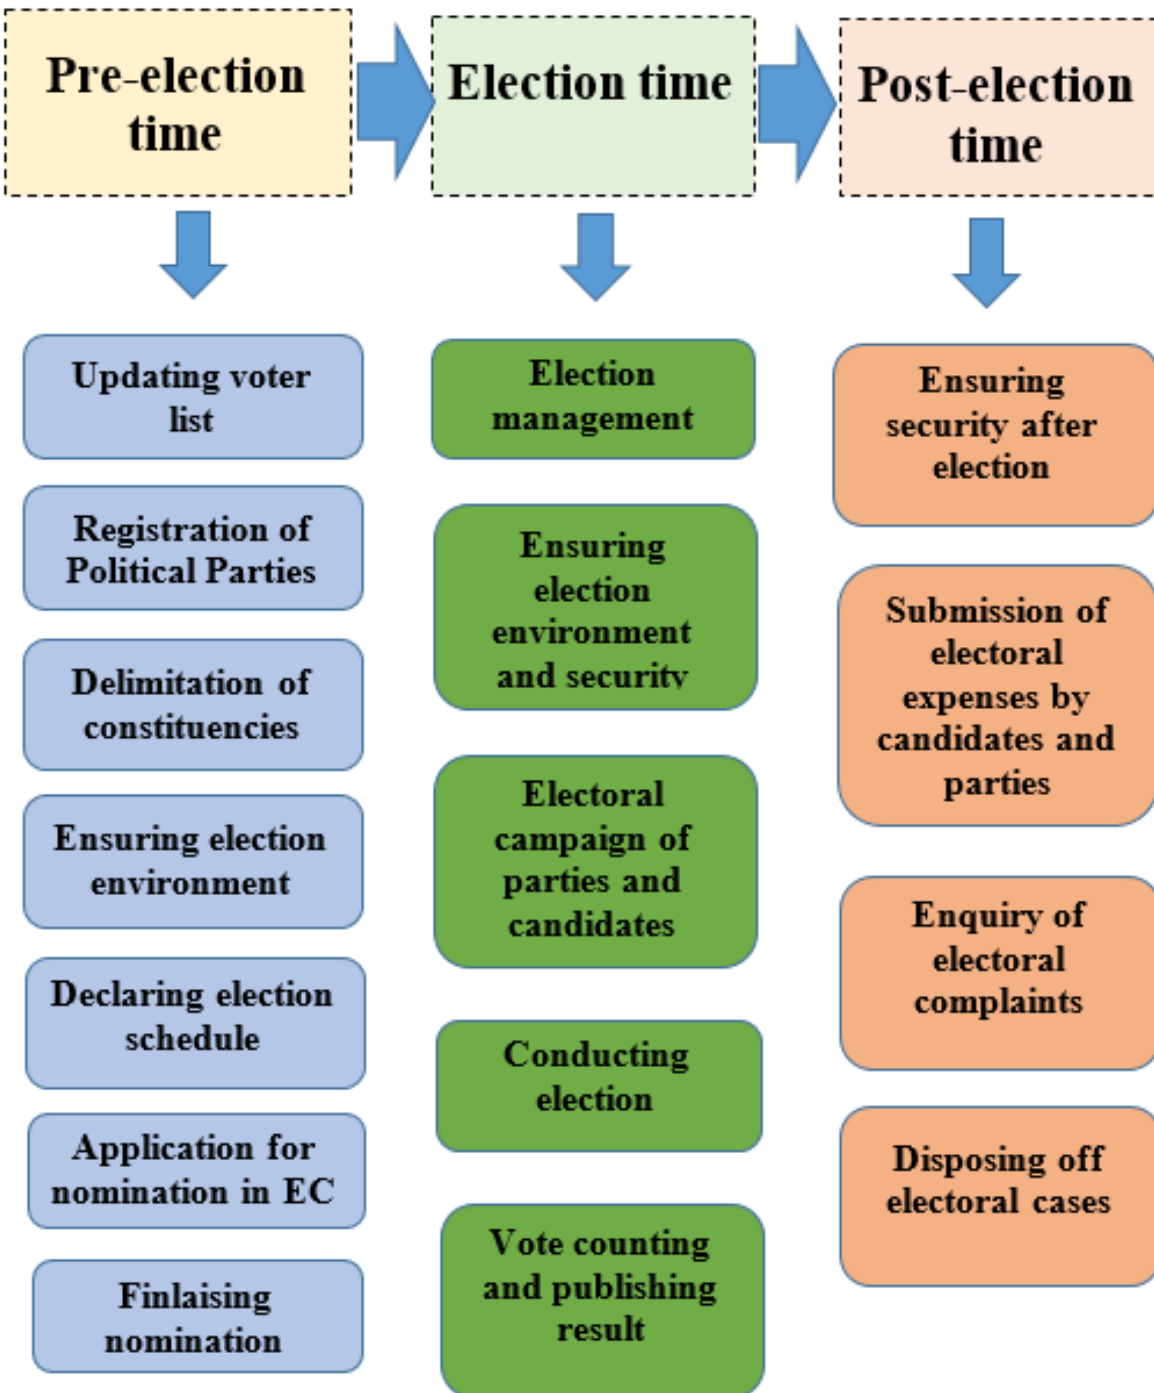 Pre-election
time
Election time
Post-election
time
Updating voter
list
Registration of
Political Parties
Delimitation of
constituencies
Ensuring election
environment
Declaring election
schedule
Application for
nomination in EC
Finlaising
nomination
Election
management
Ensuring
election
environment
and security
Electoral
campaign of
parties and
candidates
Conducting
election
Vote counting
and publishing
result
Ensuring
security after
election
Submission of
electoral
expenses by
candidates and
parties
Enquiry of
electoral
complaints
Disposing off
electoral cases